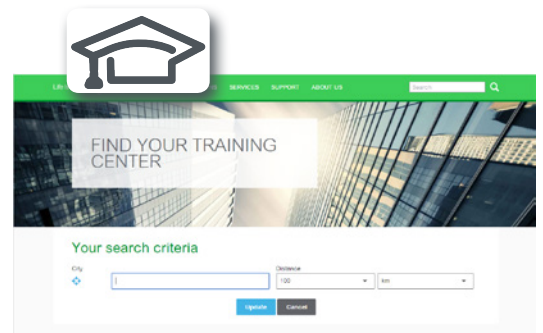 SERVICES SUPPORT ABOUT US Search
FIND YOUR TRAINING
CENTER
Your search criteria
City
Distance
100 km
Update Cancel